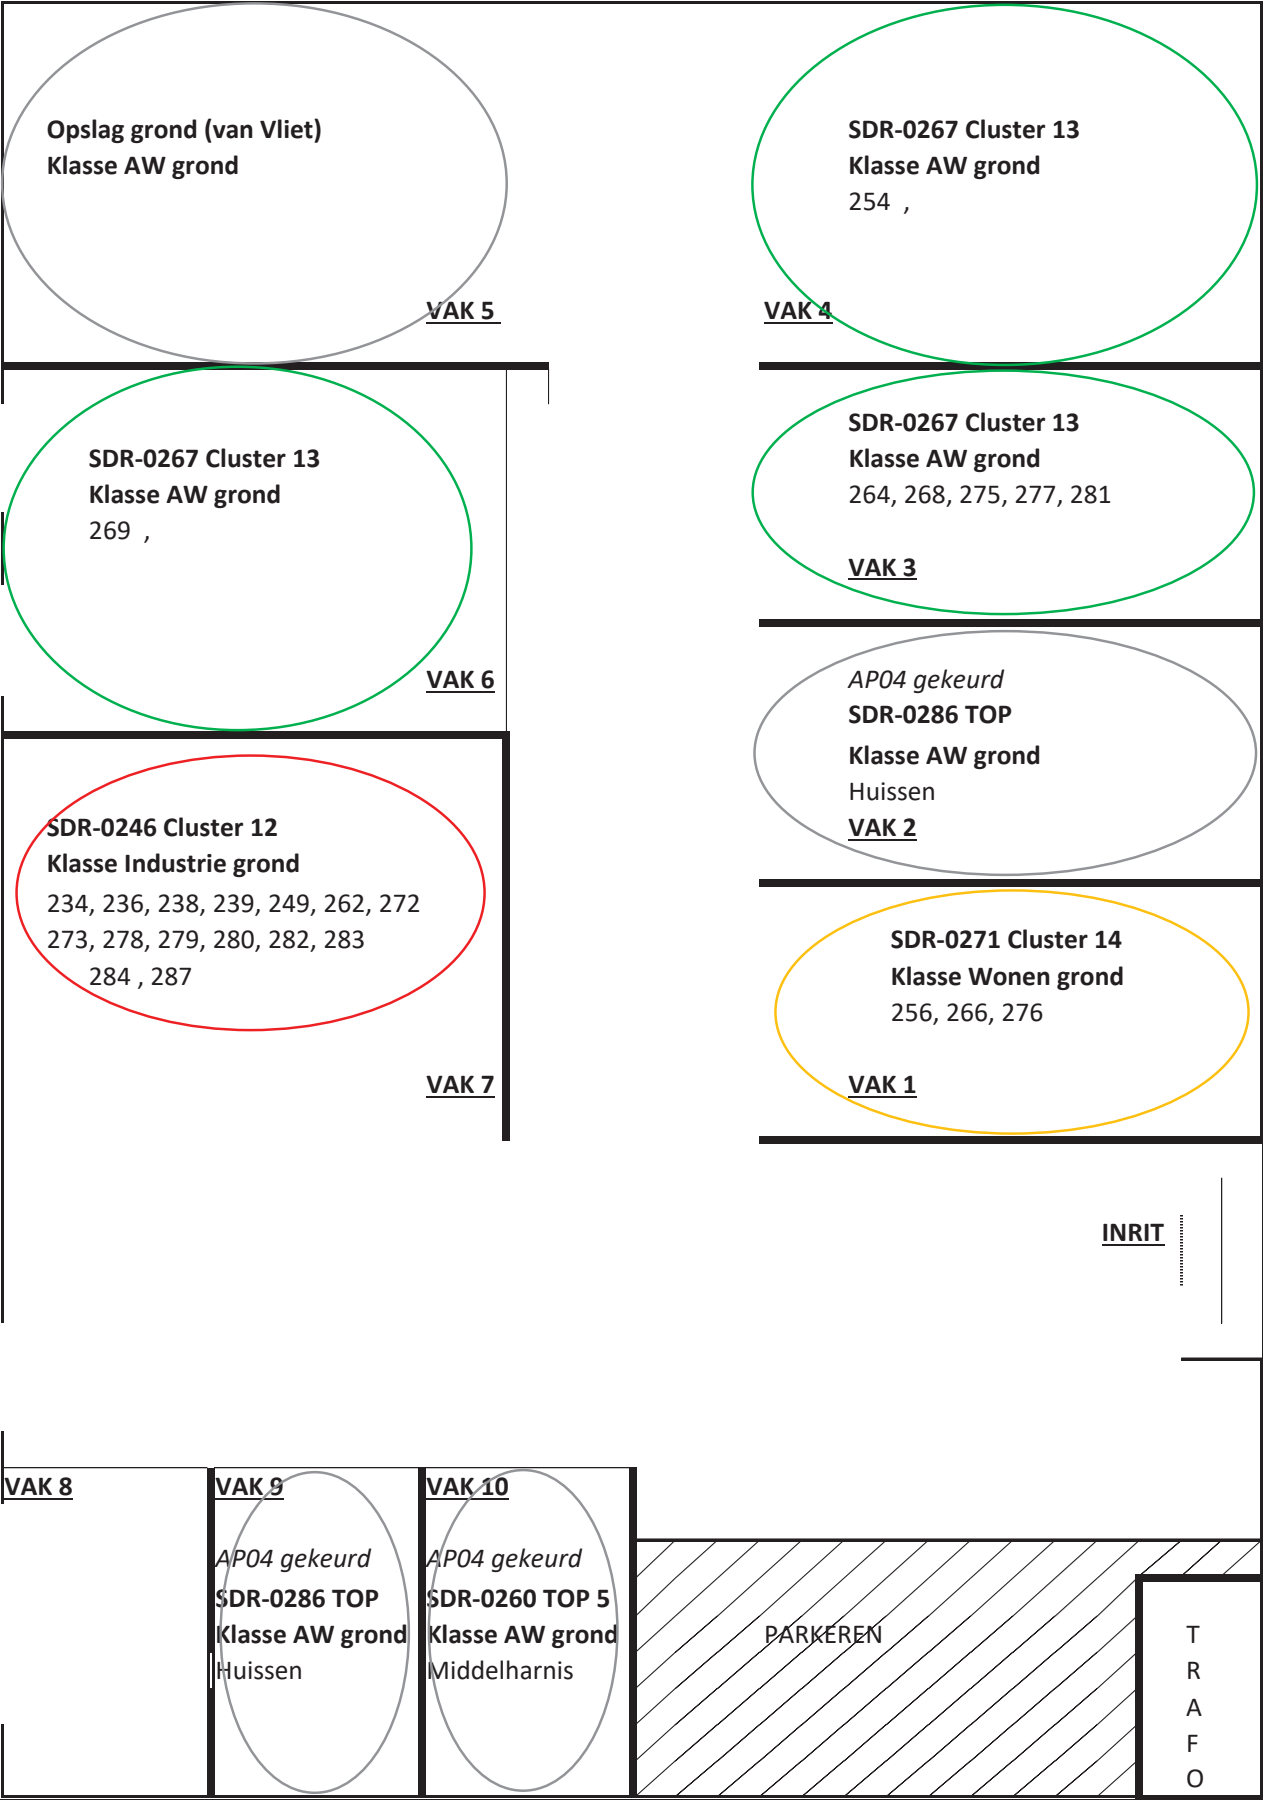 Opslag grond (van Vliet)
Klasse AW grond
VAK 5
SDR-0267 Cluster 13
Klasse AW grond
254 ,
VAK 4
SDR-0267 Cluster 13
Klasse AW grond
269 ,
VAK 6
SDR-0267 Cluster 13
Klasse AW grond
264, 268, 275, 277, 281
VAK 3
AP04 gekeurd
SDR-0286 TOP
Klasse AW grond
Huissen
VAK 2
SDR-0246 Cluster 12
Klasse Industrie grond
234, 236, 238, 239, 249, 262, 272
273, 278, 279, 280, 282, 283
284 , 287
VAK 7
SDR-0271 Cluster 14
Klasse Wonen grond
256, 266, 276
VAK 1
INRIT
VAK 8
VAK 9
AP04 gekeurd
SDR-0286 TOP
Klasse AW grond
Huissen
VAK 10
AP04 gekeurd
SDR-0260 TOP 5
Klasse AW grond
Middelharnis
PARKEREN
T
R
A
F
O